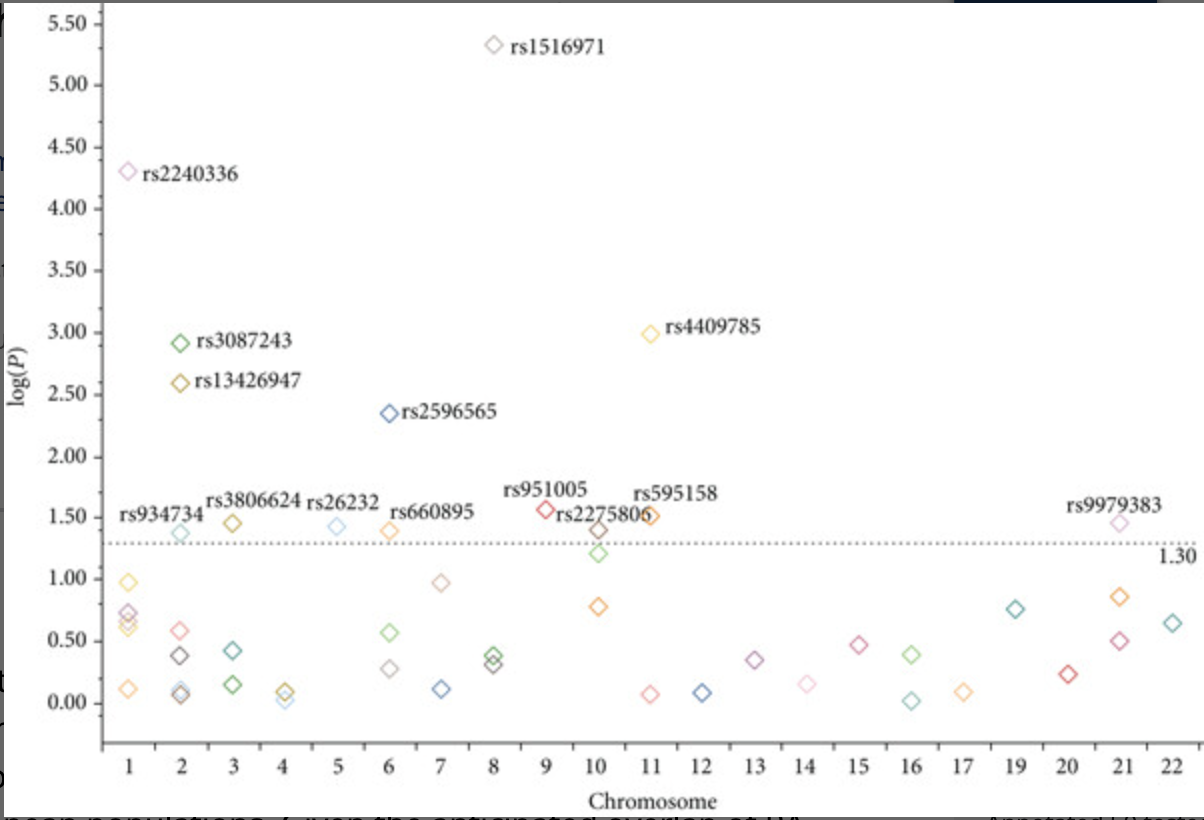 5.50
rs1516971
5.00
4.50
rs2240336
4.00
3.50
3.00
rs4409785
rs3087243
rs13426947
2.50
rs2596565
2.00
log(P)
rs951005
rs595158
rs3806624
rs26232
rs9979383
rs934734
rs660895
rs2275806
1.50
1.30
1.00
0.50
0.00
1 2 3 4 5 6 7 8 9 10 11 12 13 14 15 16 17 19 20 21 22
Chromosome